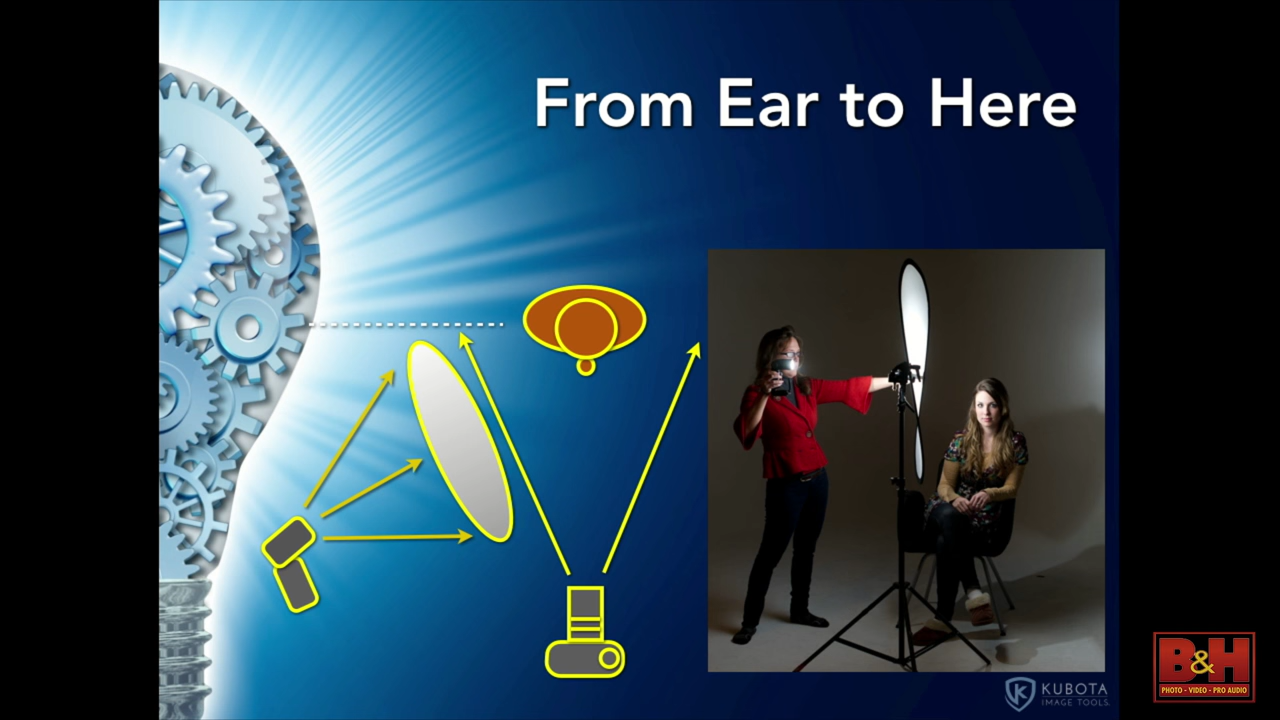 From Ear to Here
KUBOTA
IMAGE TOOLS
B&H
PHOTO - VIDEO - PRO AUDIO